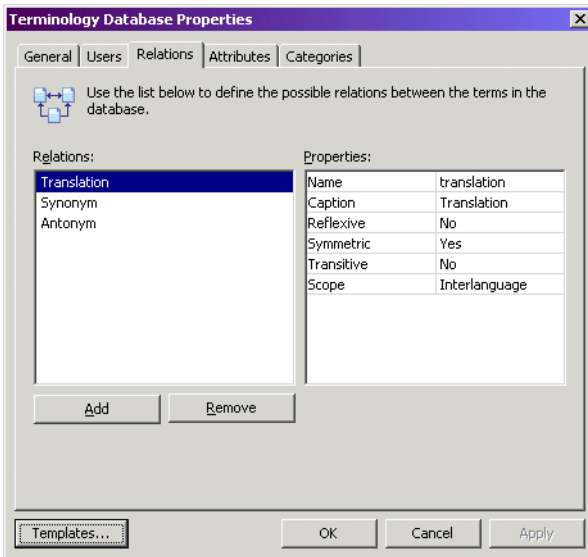 Terminology Database Properties
General Users Relations Attributes Categories
Use the list below to define the possible relations between the terms in the
database.
Relations:
Translation
Synonym
Antonym
Properties:
Name translation
Caption Translation
Reflexive No
Symmetric Yes
Transitive No
Scope Interlanguage
Add Remove
Templates... OK Cancel Apply